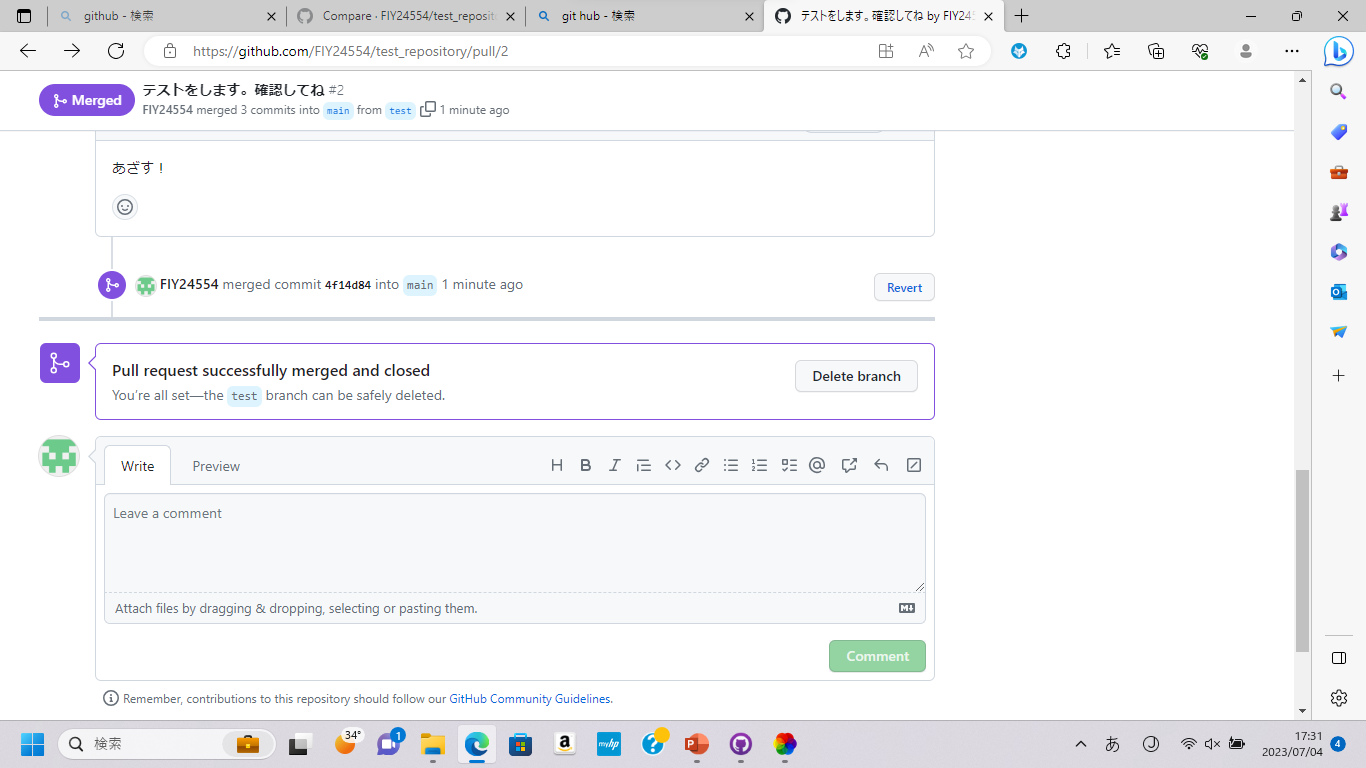 github - 検索
Compare · FIY24554/test_reposito
git hub - 検索
テストをします。確認してね by FIY245
https://github.com/FIY24554/test_repository/pull/2
Merged
テストをします。確認してね #2
FIY24554 merged 3 commits into main from test 1 minute ago
あざす！
FIY24554 merged commit 4f14d84 into main 1 minute ago
Revert
Pull request successfully merged and closed
You're all set—the test branch can be safely deleted.
Delete branch
Write
Preview
Leave a comment
Attach files by dragging & dropping, selecting or pasting them.
Comment
Remember, contributions to this repository should follow our GitHub Community Guidelines.
検索
34°
1
a
myhp
?
P
あ
17:31
2023/07/04
4